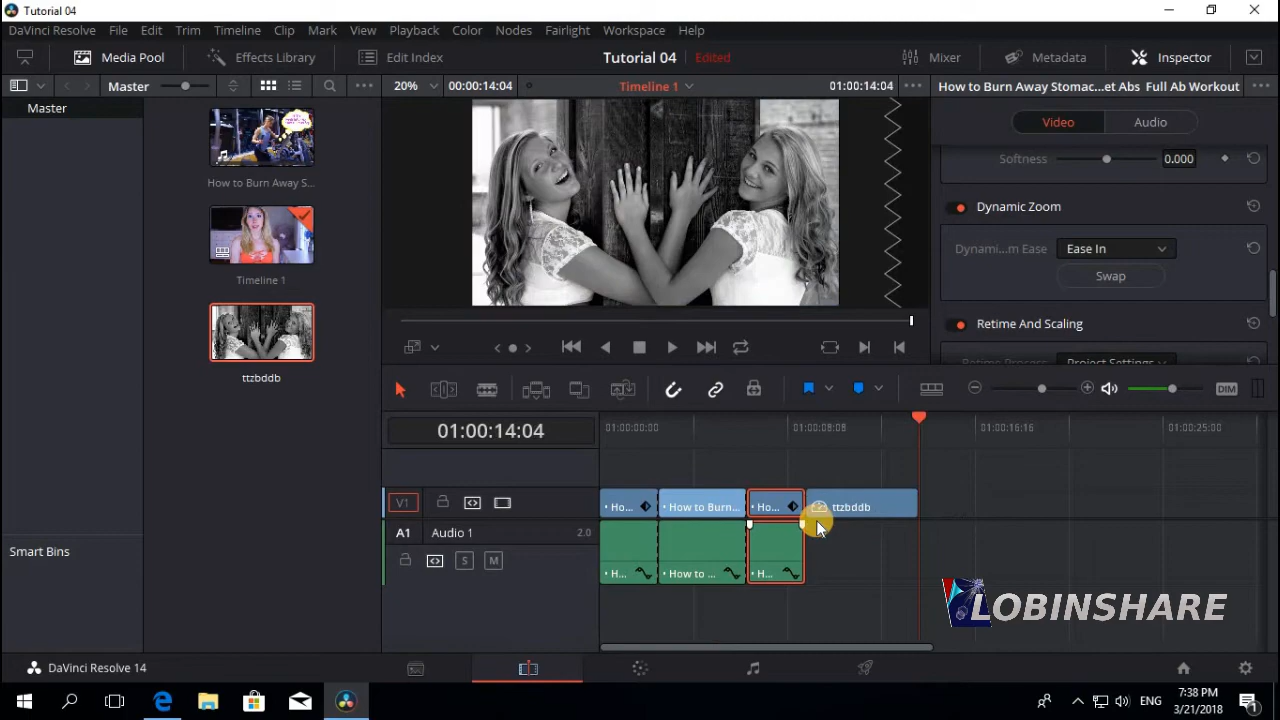 Tutorial 04
DaVinci Resolve File Edit Trim Timeline Clip Mark View Playback Color Nodes Fairlight Workspace Help
Media Pool Effects Library Edit Index Tutorial 04 Edited Mixer Metadata Inspector
Master 20% 00:00:14:04 Timeline 1 01:00:14:04 How to Burn Away Stomac...et Abs Full Ab Workout
Master
Video Audio
Softness 0.000
How to Burn Away S...
Dynamic Zoom
Dynami...m Ease Ease In
Swap
Timeline 1
Retime And Scaling
Retime Process Project Settings
ttzbddb
DIM
01:00:14:04
01:00:00:00 01:00:08:08 01:00:16:16 01:00:25:00
V1
• Ho... • How to Burn... • Ho... ttzbddb
A1 Audio 1 2.0
S M
• H... • How to ... • H...
Smart Bins
LOBINSHARE
DaVinci Resolve 14
ENG
7:38 PM
3/21/2018
1